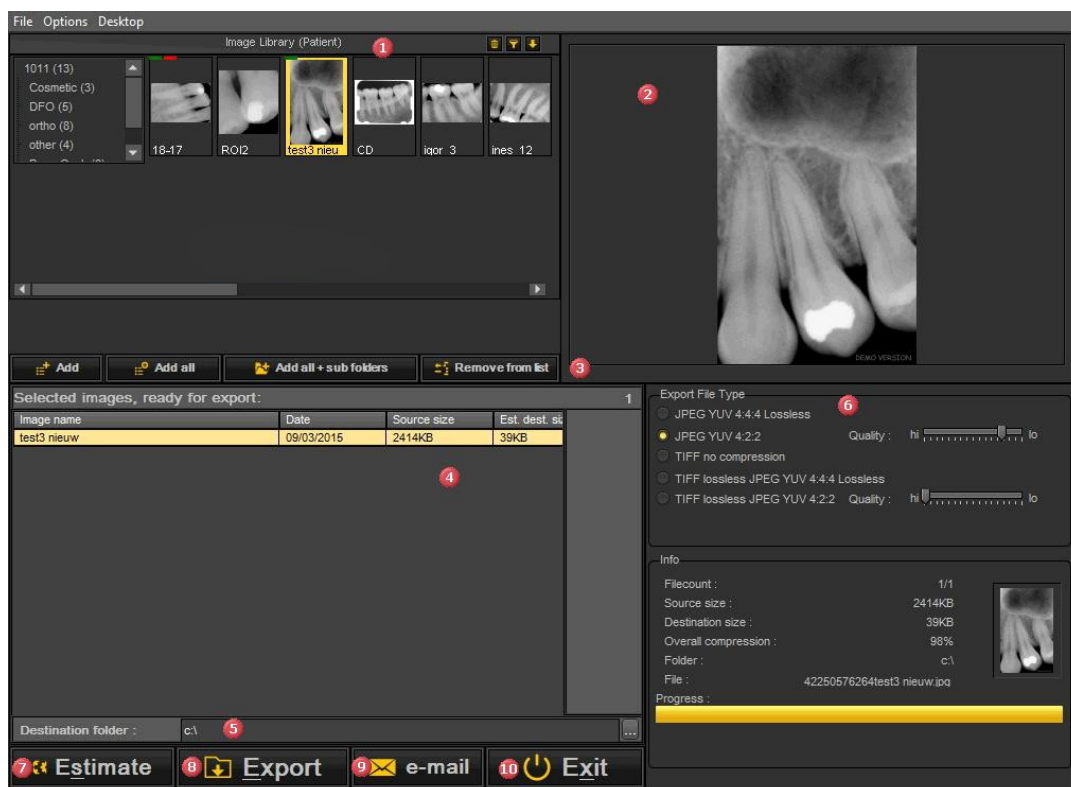 File Options Desktop
Image Library (Patient)
1
1011 (13)
Cosmetic (3)
DFO (5)
ortho (8)
other (4)
18-17
ROI2
test3 nieu
CD
igor 3
ines 12
2
DEMO VERSION
Add
Add all
Add all + sub folders
Remove from list
3
Selected images, ready for export: 1
Image name Date Source size Est. dest. siz
test3 nieuw 09/03/2015 2414KB 39KB
4
Destination folder : c:\ 5 ...
7 Estimate
8 Export
9 e-mail
10 Exit
Export File Type
6
JPEG YUV 4:4:4 Lossless
JPEG YUV 4:2:2 Quality : hi lo
TIFF no compression
TIFF lossless JPEG YUV 4:4:4 Lossless
TIFF lossless JPEG YUV 4:2:2 Quality : hi lo
Info
Filecount : 1/1
Source size : 2414KB
Destination size : 39KB
Overall compression : 98%
Folder : c:\
File : 42250576264test3 nieuw.jpg
Progress :